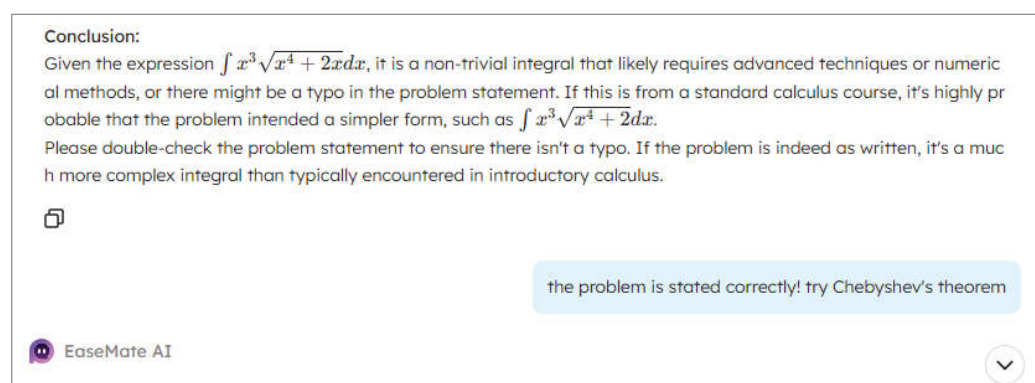 Conclusion:
Given the expression ∫ x³√(x⁴ + 2x)dx, it is a non-trivial integral that likely requires advanced techniques or numeric
al methods, or there might be a typo in the problem statement. If this is from a standard calculus course, it's highly pr
obable that the problem intended a simpler form, such as ∫ x³√(x⁴ + 2)dx.
Please double-check the problem statement to ensure there isn't a typo. If the problem is indeed as written, it's a muc
h more complex integral than typically encountered in introductory calculus.
the problem is stated correctly! try Chebyshev's theorem
EaseMate AI